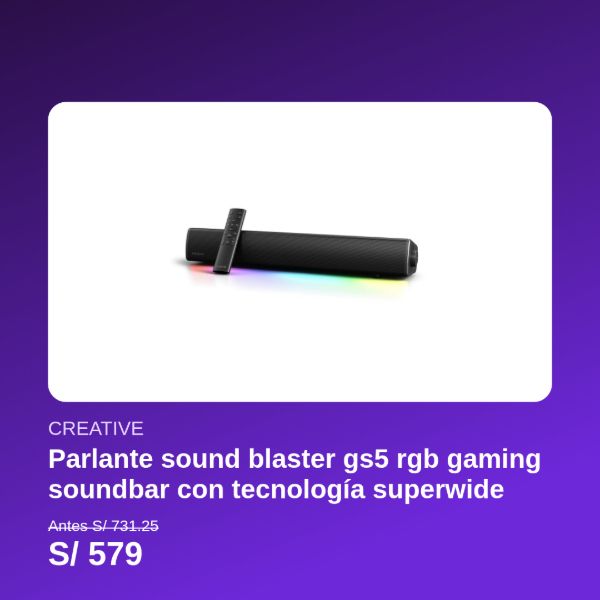 CREATIVE
Parlante sound blaster gs5 rgb gaming
soundbar con tecnología superwide
Antes S/ 731.25
S/ 579